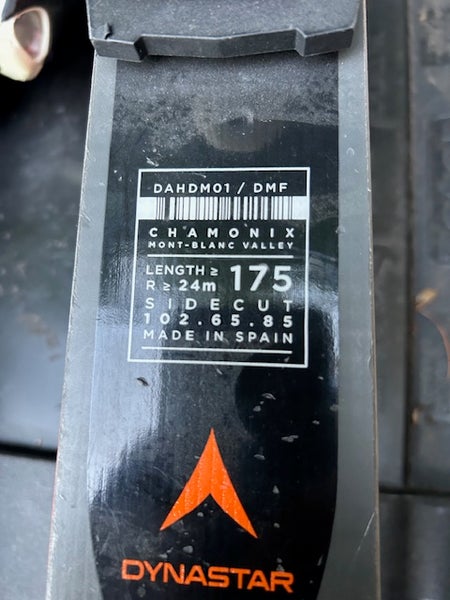 DAHDM01 / DMF
CHAMONIX
MONT-BLANC VALLEY
LENGTH ≥ 175
R ≥ 24m
SIDECUT
102.65.85
MADE IN SPAIN
DYNASTAR